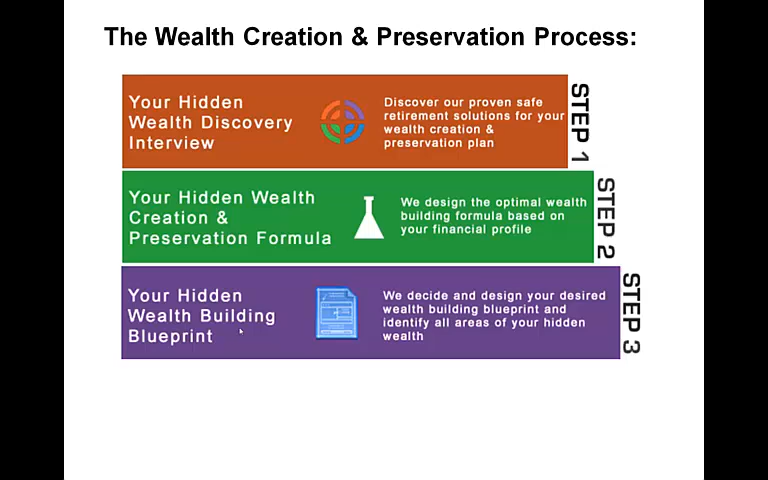 The Wealth Creation & Preservation Process:
Your Hidden
Wealth Discovery
Interview
Discover our proven safe
retirement solutions for your
wealth creation &
preservation plan
STEP 1
Your Hidden Wealth
Creation &
Preservation Formula
We design the optimal wealth
building formula based on
your financial profile
STEP 2
Your Hidden
Wealth Building
Blueprint
We decide and design your desired
wealth building blueprint and
identify all areas of your hidden
wealth
STEP 3